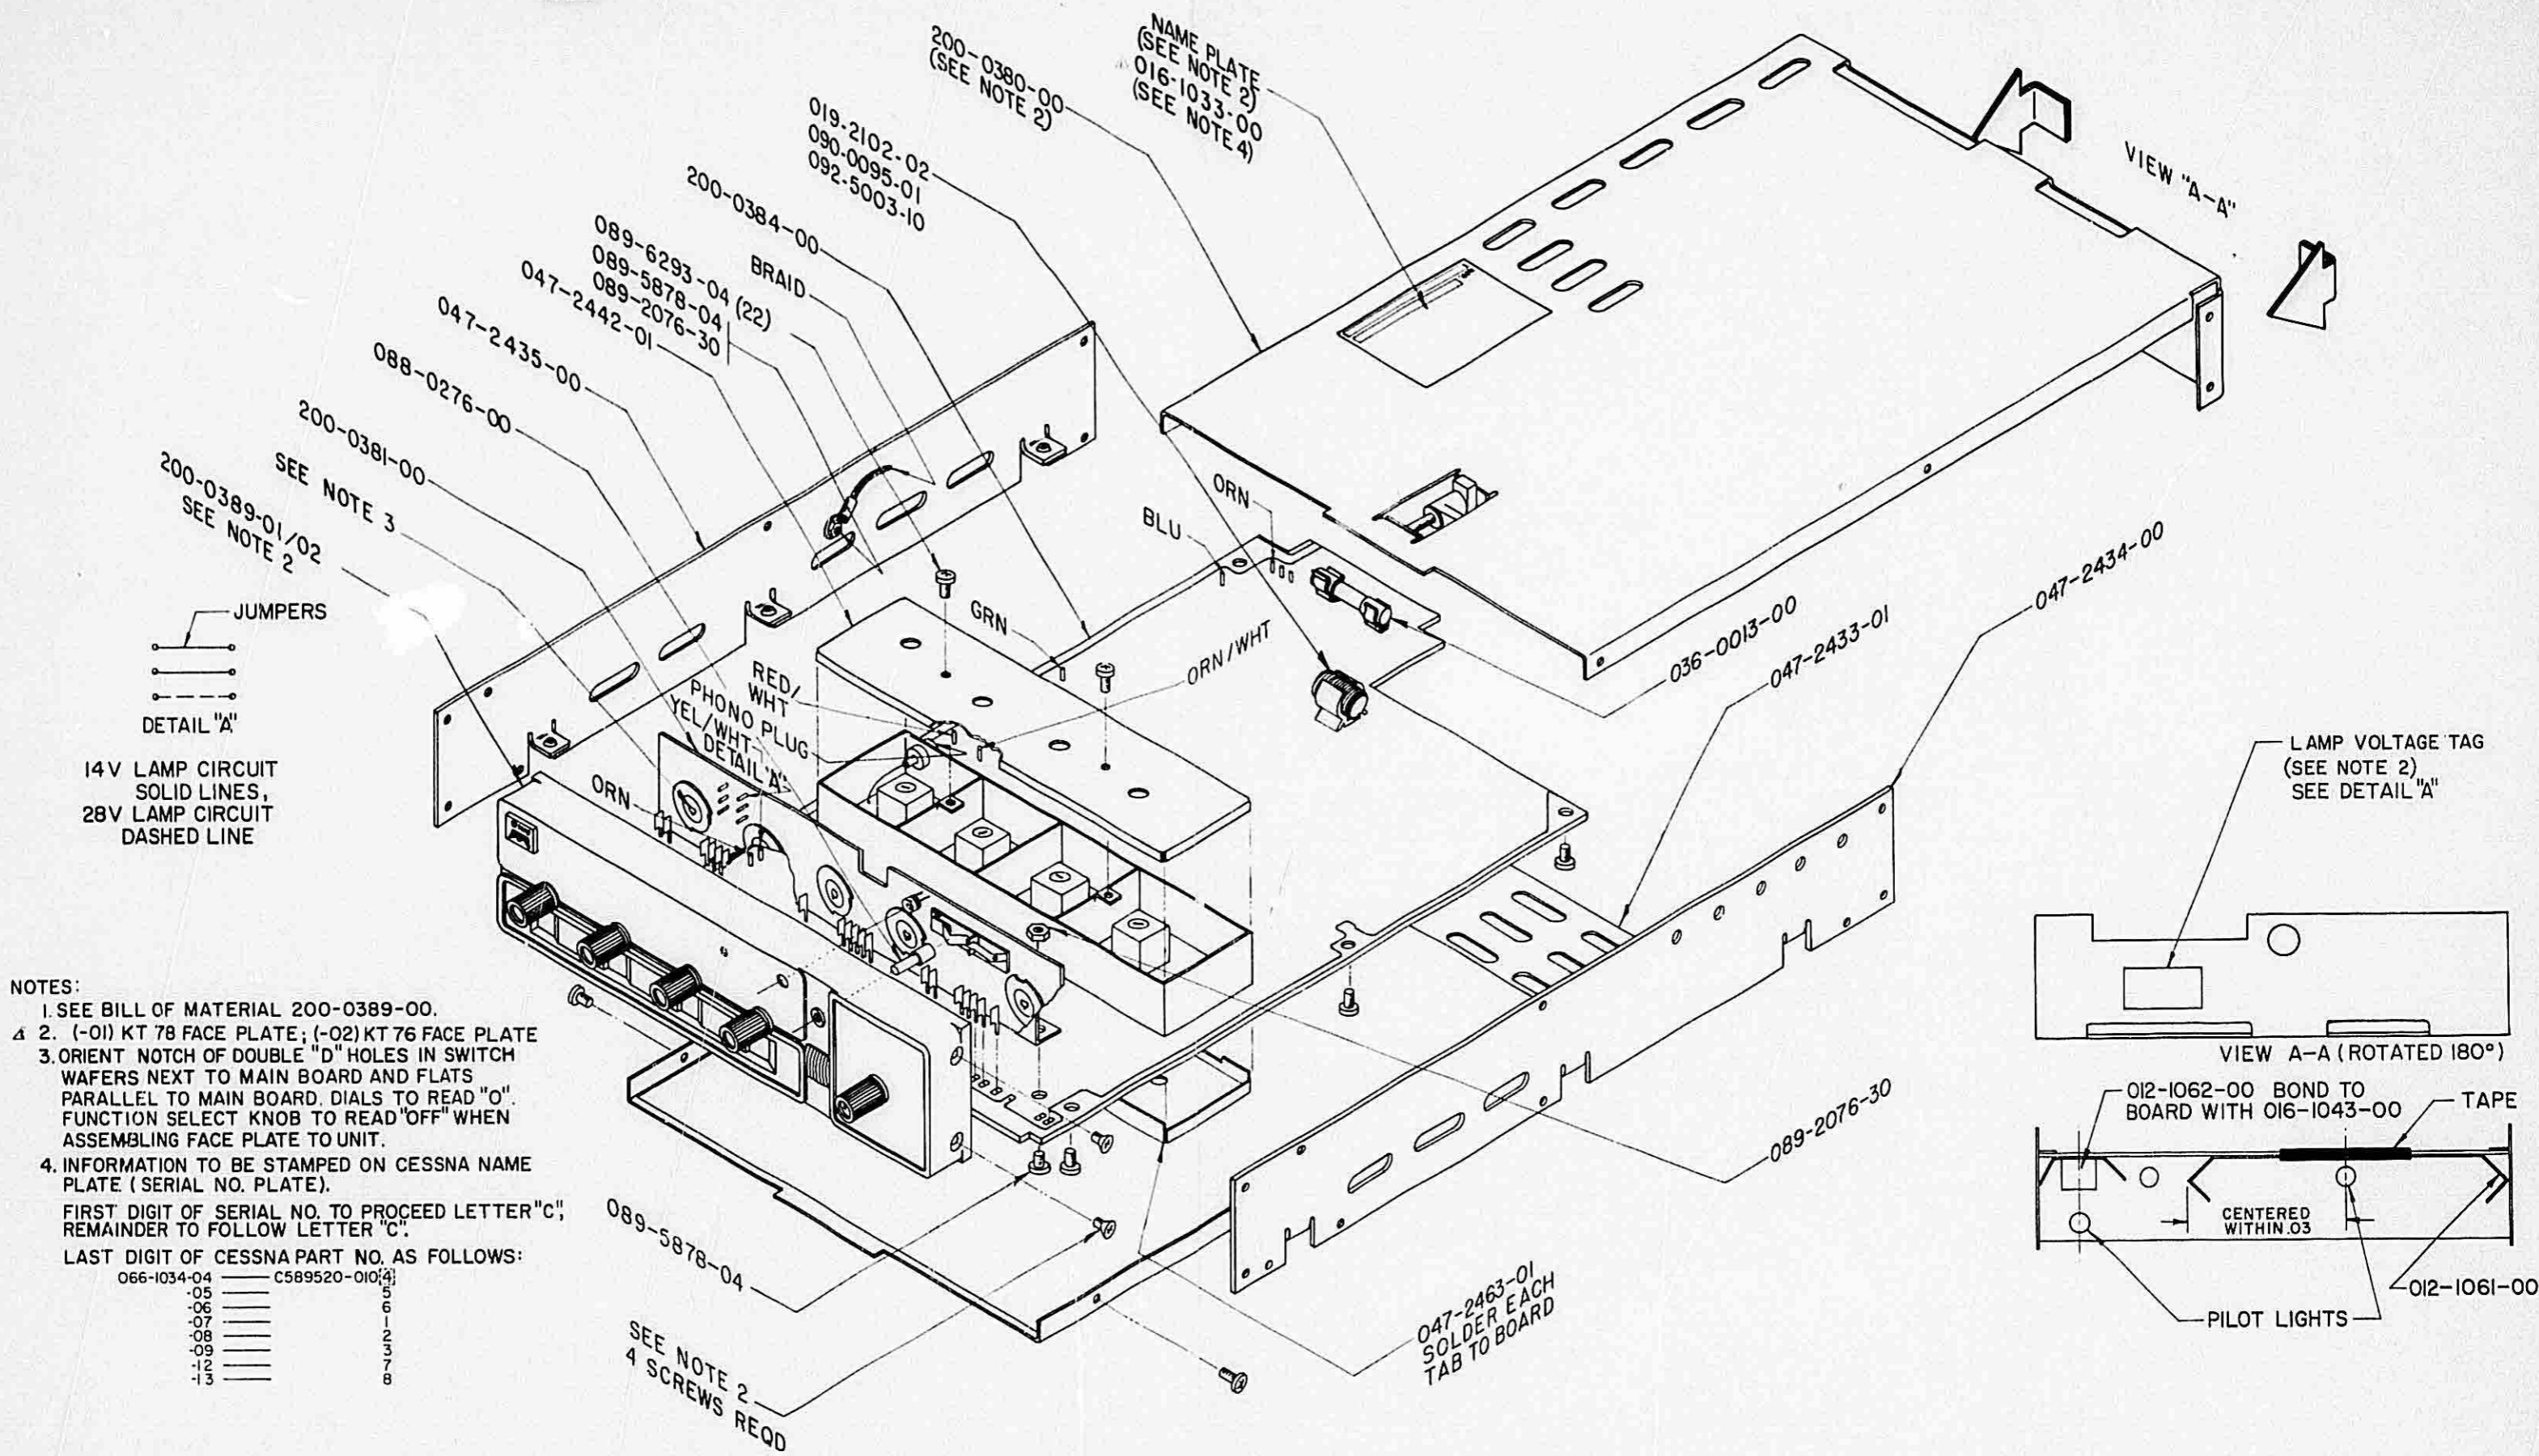 NAME PLATE
(SEE NOTE 2)
016-1033-00
(SEE NOTE 4)
200-0380-00
(SEE NOTE 2)
019-2102-02
090-0095-01
092-5003-10
200-0384-00
BRAID
089-6293-04 (22)
089-5878-04
089-2076-30
047-2442-01
047-2435-00
088-0276-00
200-0381-00
SEE NOTE 3
200-0389-01/02
SEE NOTE 2
VIEW "A-A"
JUMPERS
DETAIL "A"
14V LAMP CIRCUIT
SOLID LINES,
28V LAMP CIRCUIT
DASHED LINE
ORN
BLU
GRN
ORN/WHT
RED/
WHT
PHONO PLUG
YEL/WHT
DETAIL "A"
ORN
036-0013-00
047-2433-01
047-2434-00
LAMP VOLTAGE TAG
(SEE NOTE 2)
SEE DETAIL "A"
VIEW A-A (ROTATED 180°)
012-1062-00 BOND TO
BOARD WITH 016-1043-00
TAPE
CENTERED
WITHIN .03
012-1061-00
PILOT LIGHTS
089-2076-30
047-2463-01
SOLDER EACH
TAB TO BOARD
089-5878-04
SEE NOTE 2
4 SCREWS REQD
NOTES:
1. SEE BILL OF MATERIAL 200-0389-00.
2. (-01) KT 78 FACE PLATE; (-02) KT 76 FACE PLATE
3. ORIENT NOTCH OF DOUBLE "D" HOLES IN SWITCH
WAFERS NEXT TO MAIN BOARD AND FLATS
PARALLEL TO MAIN BOARD. DIALS TO READ "0".
FUNCTION SELECT KNOB TO READ "OFF" WHEN
ASSEMBLING FACE PLATE TO UNIT.
4. INFORMATION TO BE STAMPED ON CESSNA NAME
PLATE (SERIAL NO. PLATE).
FIRST DIGIT OF SERIAL NO. TO PROCEED LETTER "C",
REMAINDER TO FOLLOW LETTER "C".
LAST DIGIT OF CESSNA PART NO. AS FOLLOWS:
066-1034-04 C589520-010[4]
-05 5
-06 6
-07 1
-08 2
-09 3
-12 7
-13 8